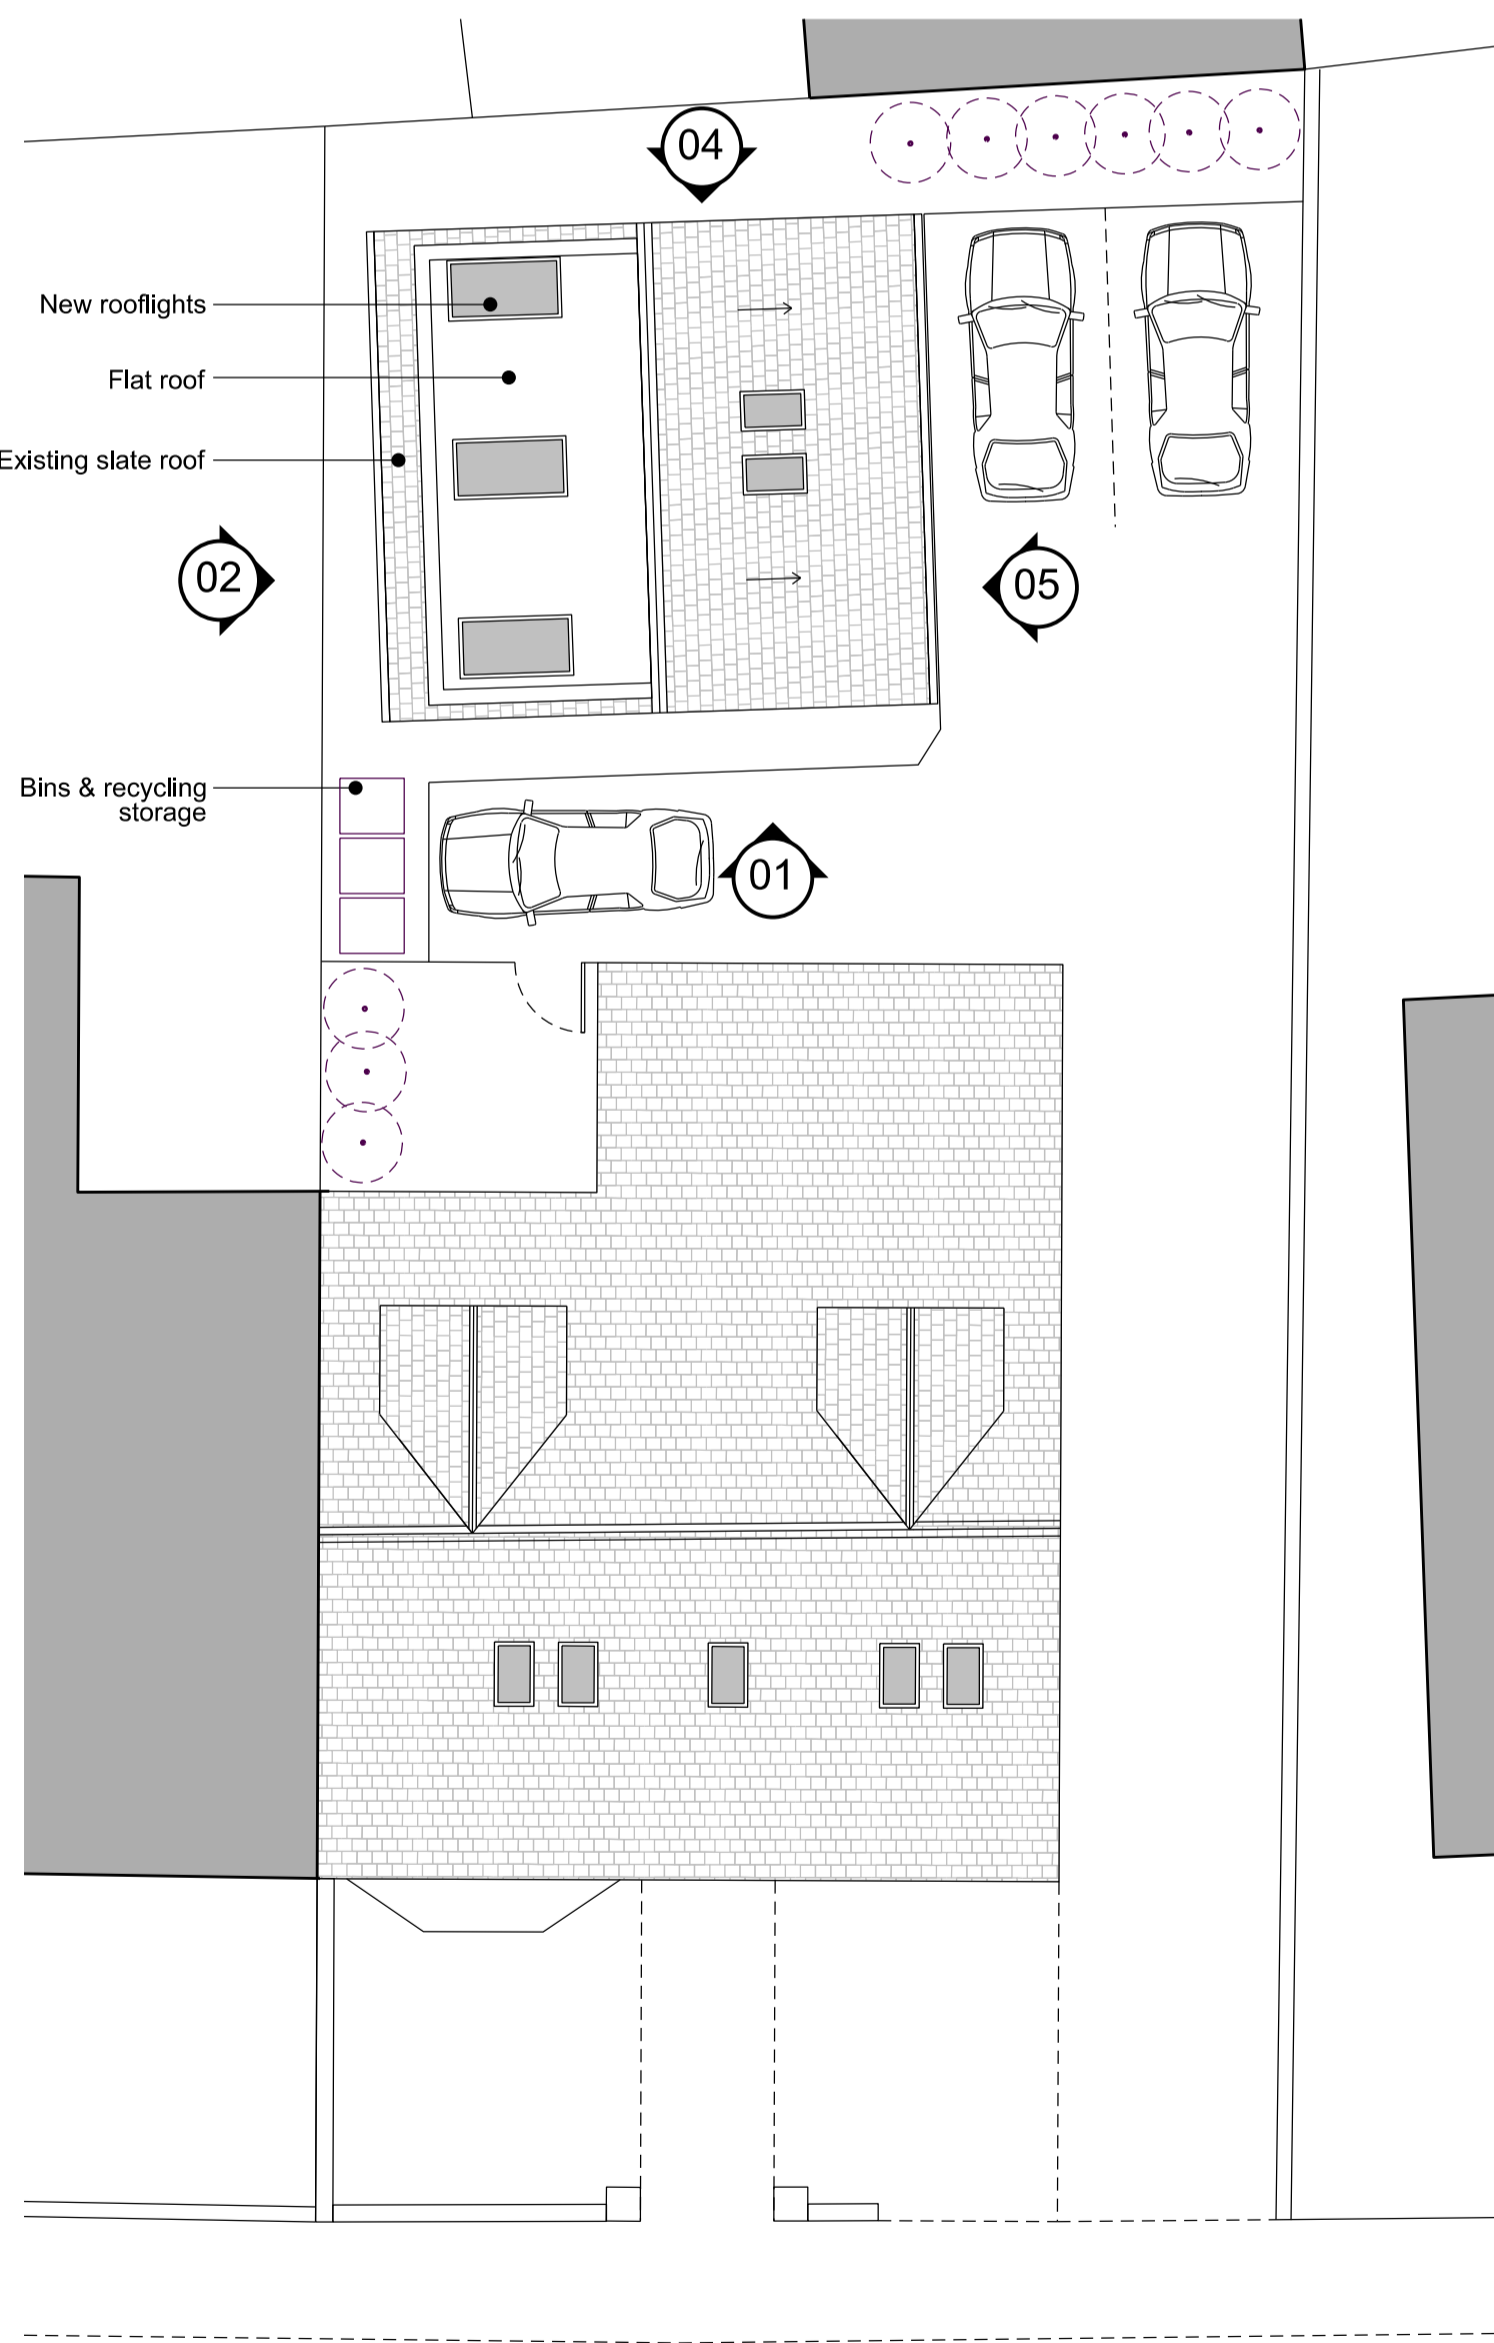 04
New rooflights
Flat roof
Existing slate roof
02
05
Bins & recycling
storage
01